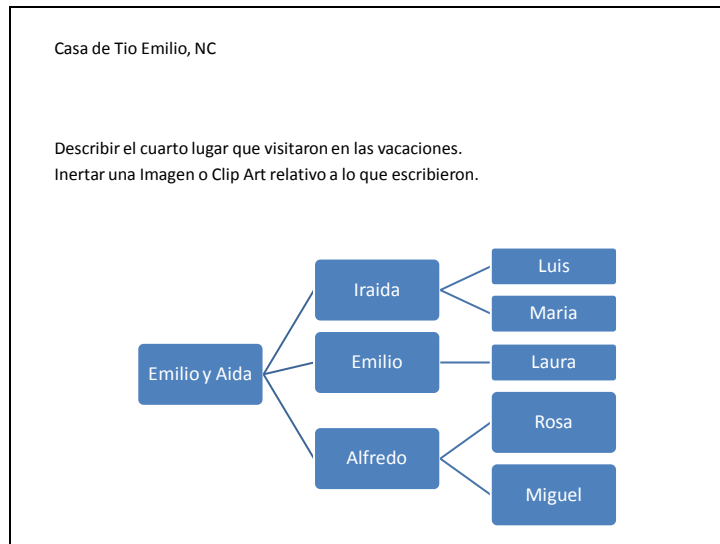 Casa de Tio Emilio, NC
Describir el cuarto lugar que visitaron en las vacaciones.
Inertar una Imagen o Clip Art relativo a lo que escribieron.
Emilio y Aida
Iraida
Luis
Maria
Emilio
Laura
Alfredo
Rosa
Miguel